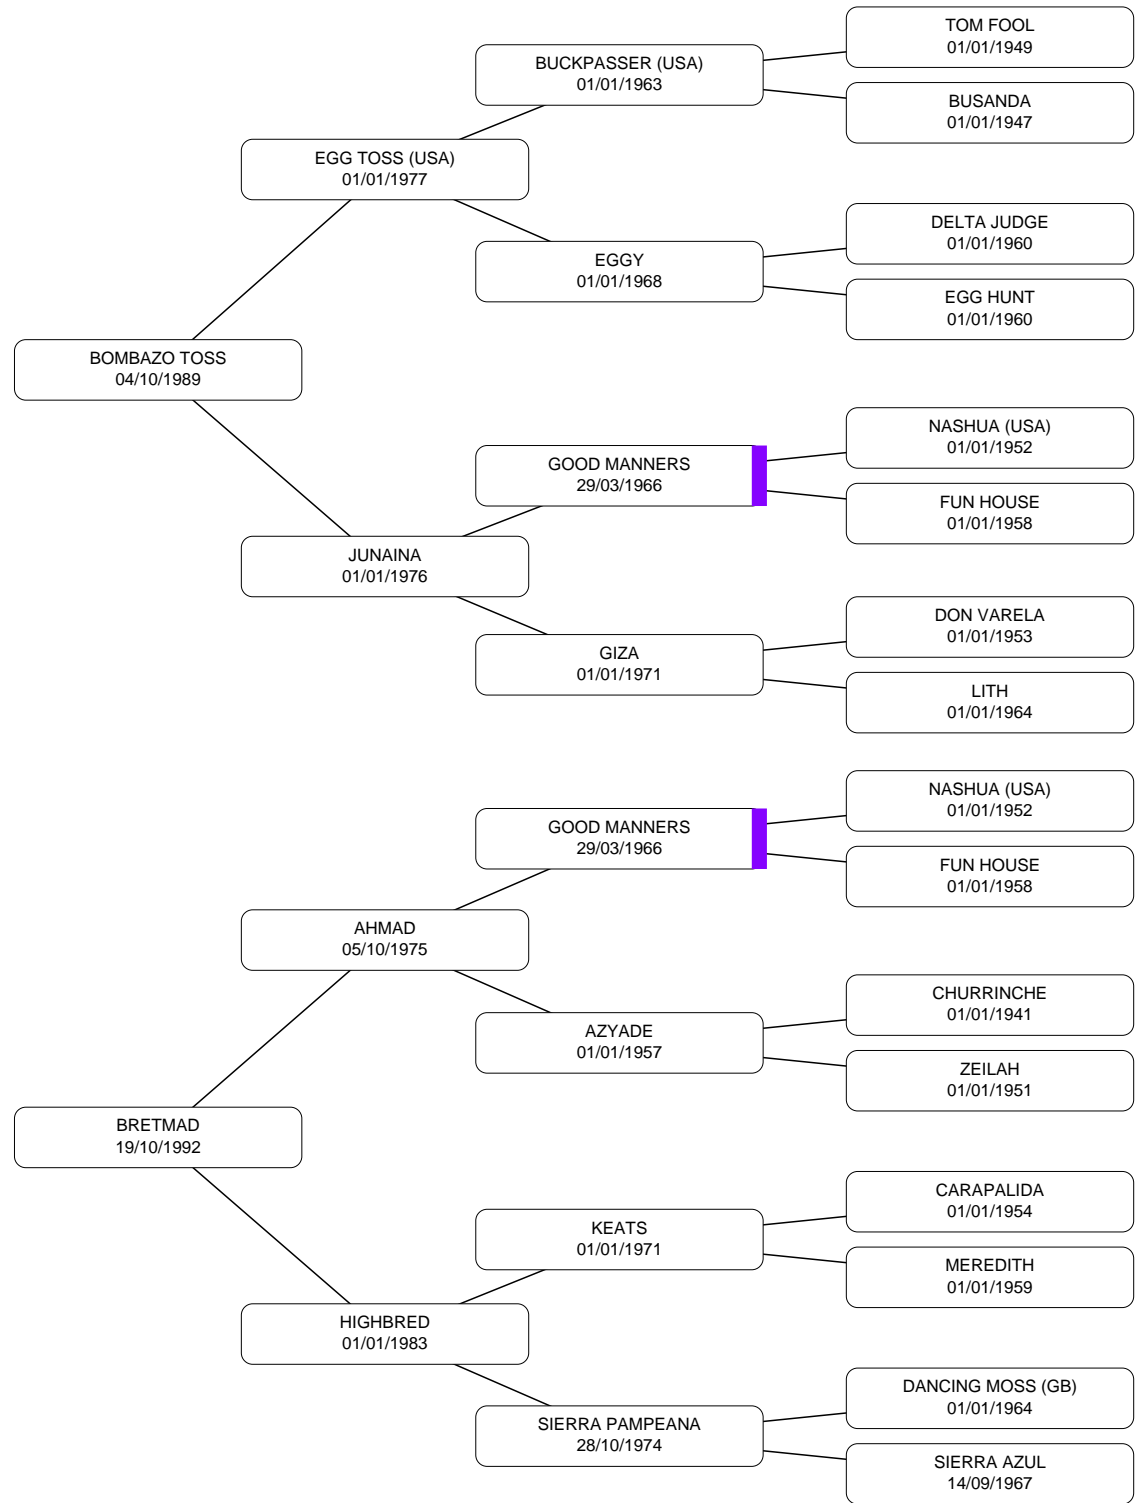 TOM FOOL
01/01/1949
BUCKPASSER (USA)
01/01/1963
BUSANDA
01/01/1947
EGG TOSS (USA)
01/01/1977
DELTA JUDGE
01/01/1960
EGGY
01/01/1968
EGG HUNT
01/01/1960
BOMBAZO TOSS
04/10/1989
NASHUA (USA)
01/01/1952
GOOD MANNERS
29/03/1966
FUN HOUSE
01/01/1958
JUNAINA
01/01/1976
DON VARELA
01/01/1953
GIZA
01/01/1971
LITH
01/01/1964
NASHUA (USA)
01/01/1952
GOOD MANNERS
29/03/1966
FUN HOUSE
01/01/1958
AHMAD
05/10/1975
CHURRINCHE
01/01/1941
AZYADE
01/01/1957
ZEILAH
01/01/1951
BRETMAD
19/10/1992
CARAPALIDA
01/01/1954
KEATS
01/01/1971
MEREDITH
01/01/1959
HIGHBRED
01/01/1983
DANCING MOSS (GB)
01/01/1964
SIERRA PAMPEANA
28/10/1974
SIERRA AZUL
14/09/1967